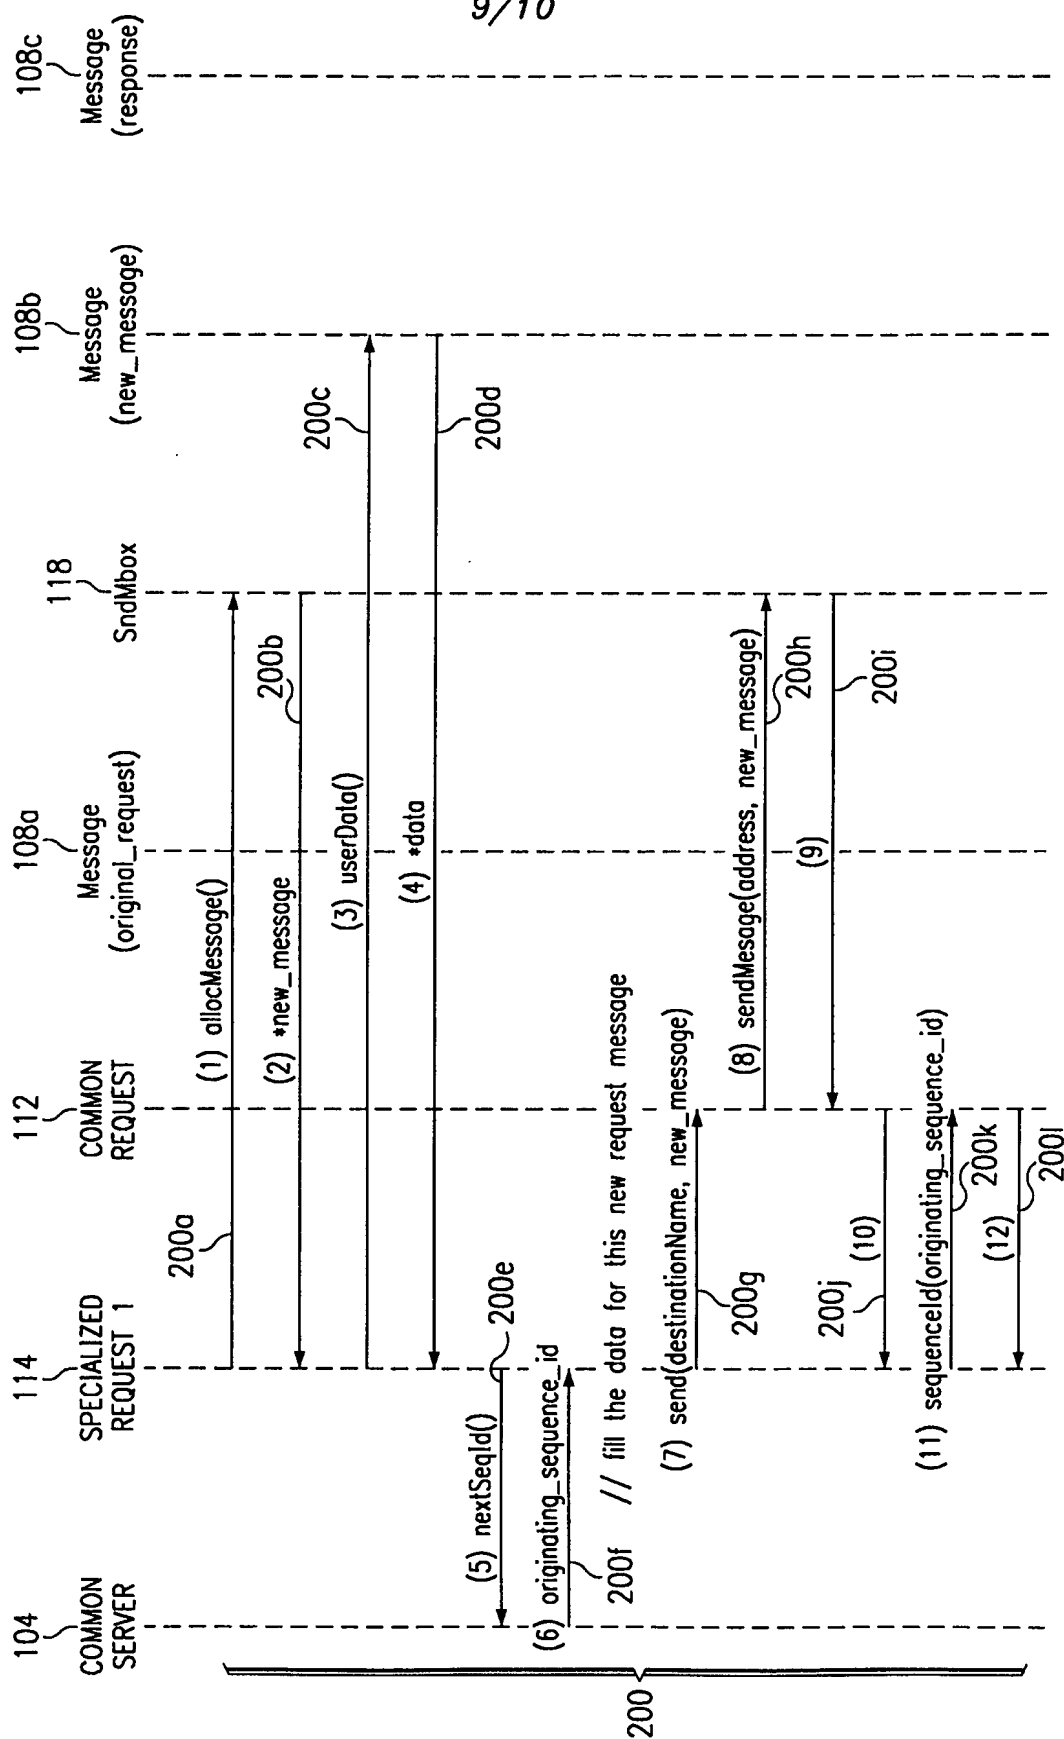 9/10
104
COMMON
SERVER
114
SPECIALIZED
REQUEST 1
112
COMMON
REQUEST
108a
Message
(original_request)
118
SndMbox
108b
Message
(new_message)
108c
Message
(response)
200a
(1) allocMessage()
(2) *new_message
200b
(3) userData()
200c
(4) *data
200d
(5) nextSeqId()
200e
(6) originating_sequence_id
200f
// fill the data for this new request message
(7) send(destinationName, new_message)
200g
(8) sendMesage(address, new_message)
200h
(9)
200i
(10)
200j
(11) sequenceId(originating_sequence_id)
200k
(12)
200l
200